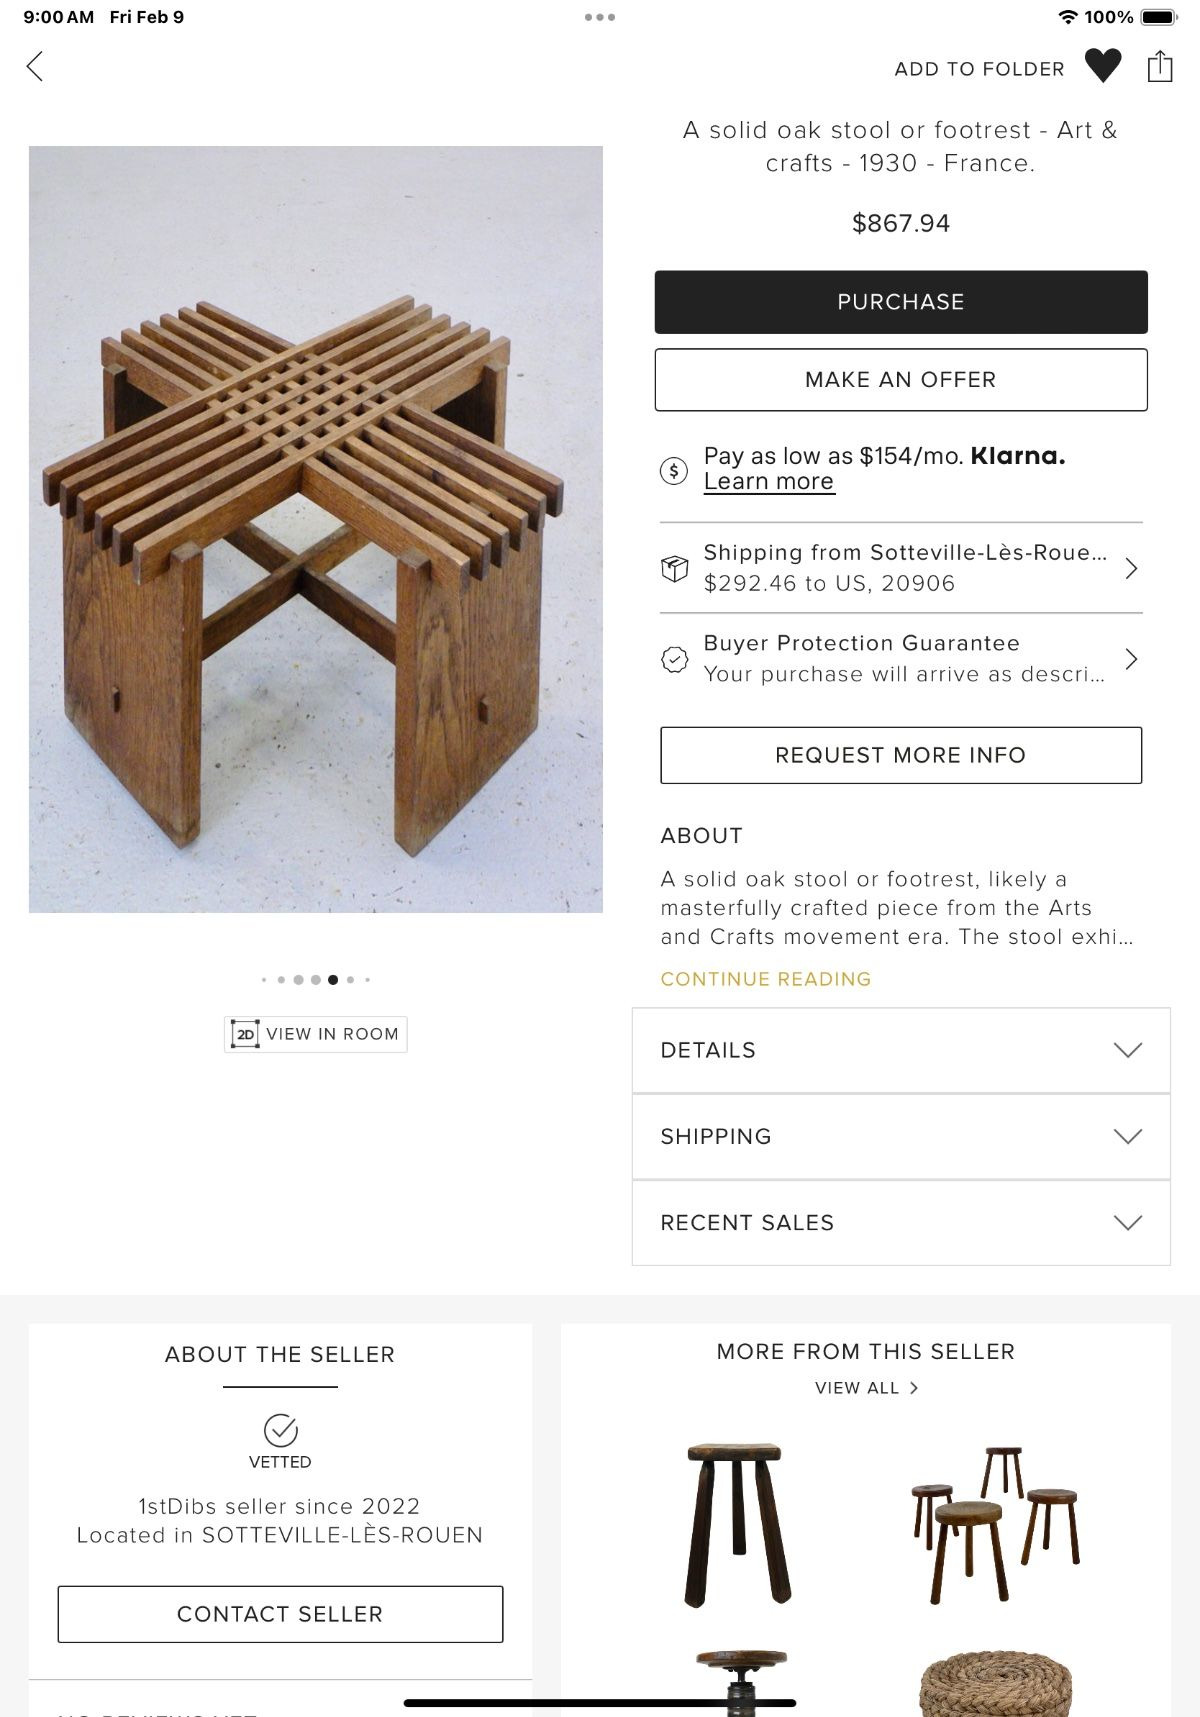 9:00 AM Fri Feb 9
100%
ADD TO FOLDER
A solid oak stool or footrest - Art &
crafts - 1930 - France.
$867.94
PURCHASE
MAKE AN OFFER
$ Pay as low as $154/mo. Klarna.
Learn more
Shipping from Sotteville-Lès-Roue...
$292.46 to US, 20906
Buyer Protection Guarantee
Your purchase will arrive as descri...
REQUEST MORE INFO
ABOUT
A solid oak stool or footrest, likely a
masterfully crafted piece from the Arts
and Crafts movement era. The stool exhi...
CONTINUE READING
2D VIEW IN ROOM
DETAILS
SHIPPING
RECENT SALES
ABOUT THE SELLER
VETTED
1stDibs seller since 2022
Located in SOTTEVILLE-LÈS-ROUEN
CONTACT SELLER
MORE FROM THIS SELLER
VIEW ALL >